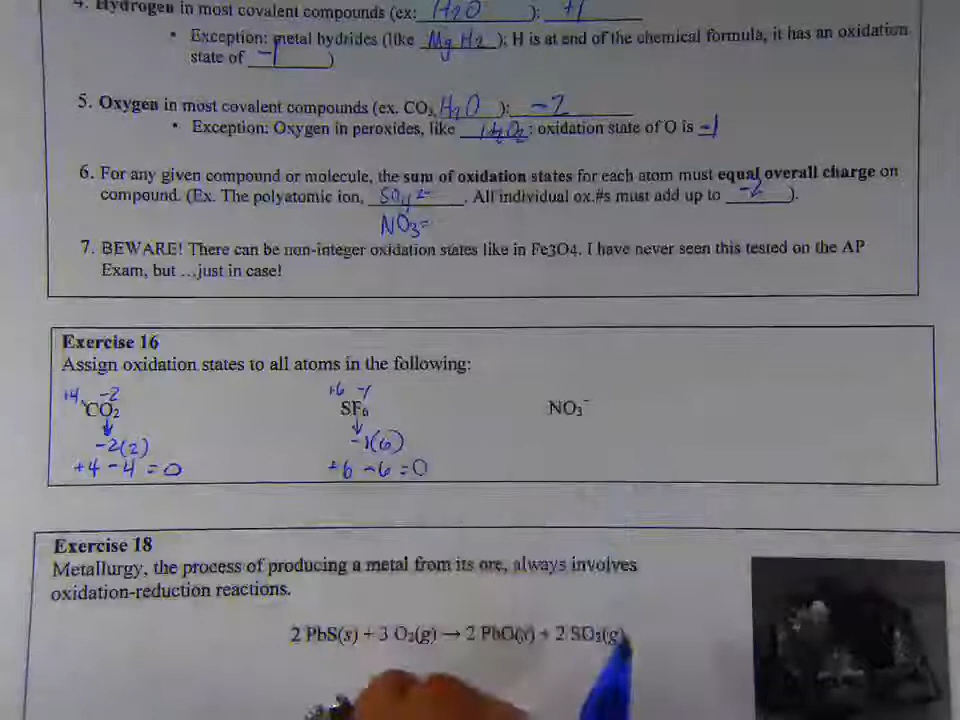 4. Hydrogen in most covalent compounds (ex: H2O ); +1
• Exception: metal hydrides (like Mg H2 ); H is at end of the chemical formula, it has an oxidation
state of -1 )
5. Oxygen in most covalent compounds (ex. CO, H2O ); -2
• Exception: Oxygen in peroxides, like H2O2 : oxidation state of O is -1
6. For any given compound or molecule, the sum of oxidation states for each atom must equal overall charge on
compound. (Ex. The polyatomic ion, SO4 2- . All individual ox.#s must add up to -2 ).
NO3-
7. BEWARE! There can be non-integer oxidation states like in Fe3O4. I have never seen this tested on the AP
Exam, but ...just in case!
Exercise 16
Assign oxidation states to all atoms in the following:
+4 -2 +6 -1
CO2 SF6 NO3-
-2(2) -1(6)
+4 -4 = 0 +6 -6 = 0
Exercise 18
Metallurgy, the process of producing a metal from its ore, always involves
oxidation-reduction reactions.
2 PbS(s) + 3 O2(g) → 2 PbO(s) + 2 SO2(g)